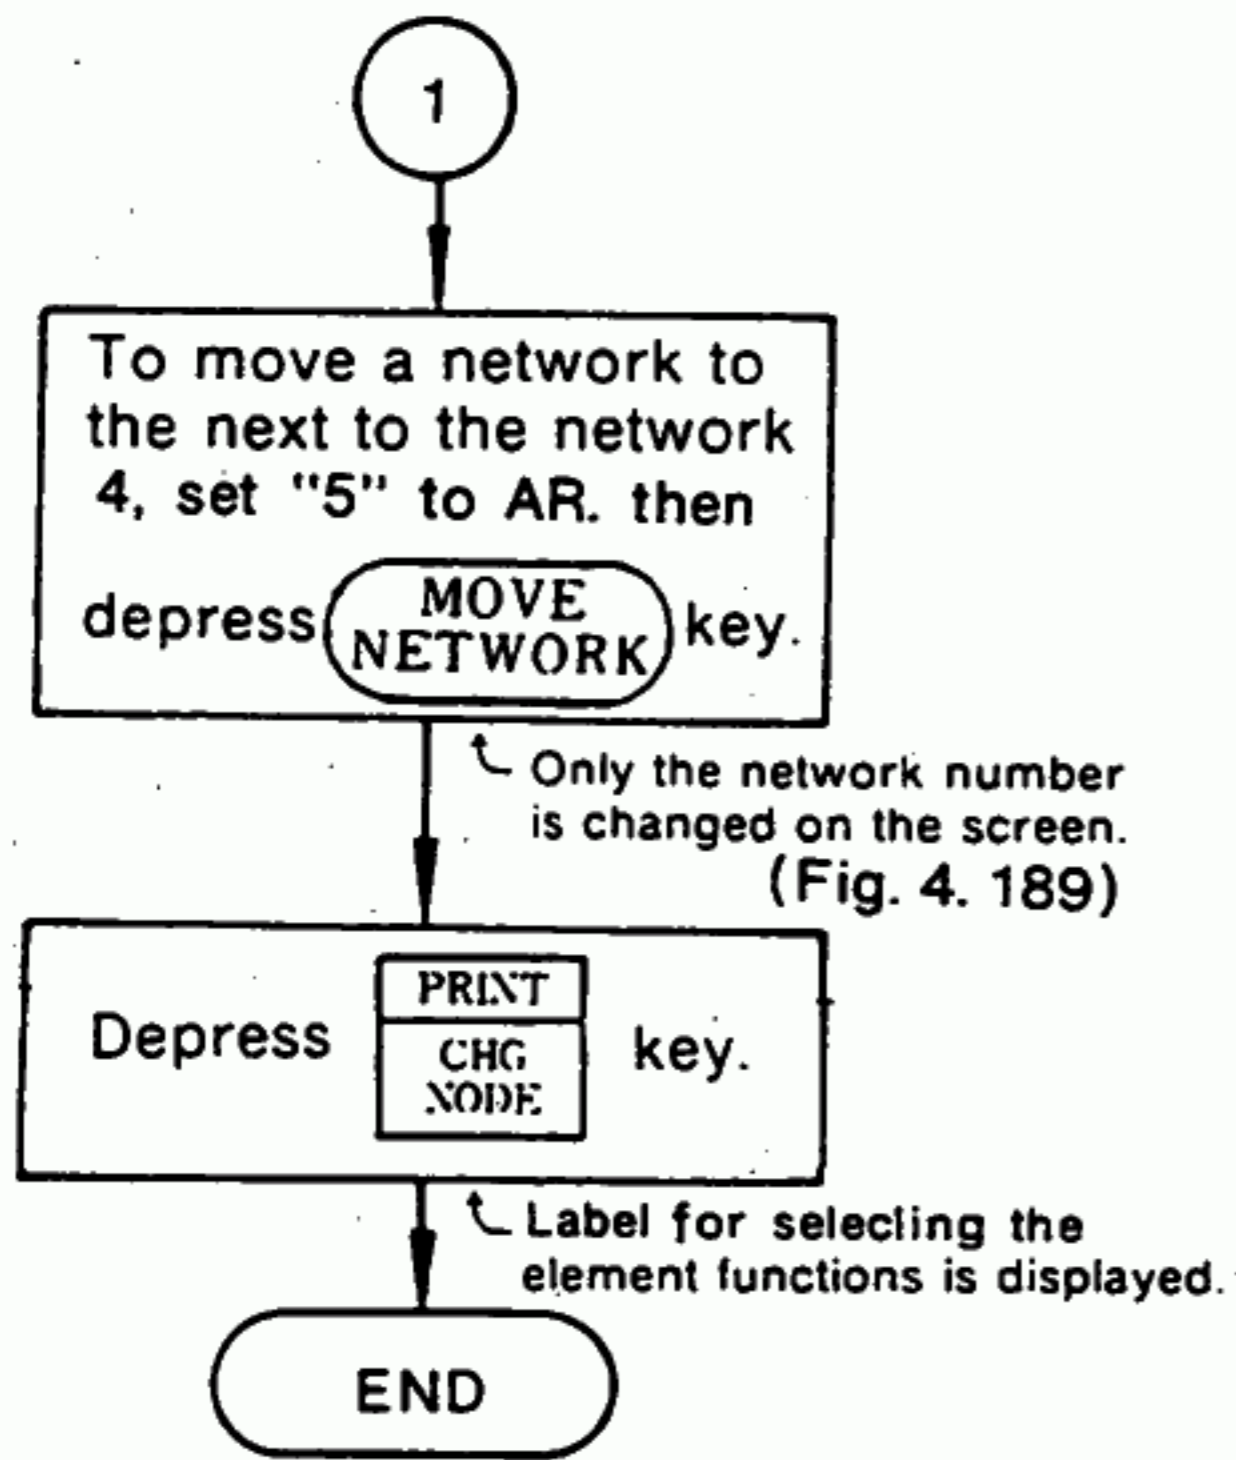 1
To move a network to
the next to the network
4, set "5" to AR. then
depress MOVE NETWORK key.
Only the network number
is changed on the screen.
(Fig. 4. 189)
Depress PRINT CHG NODE key.
Label for selecting the
element functions is displayed.
END